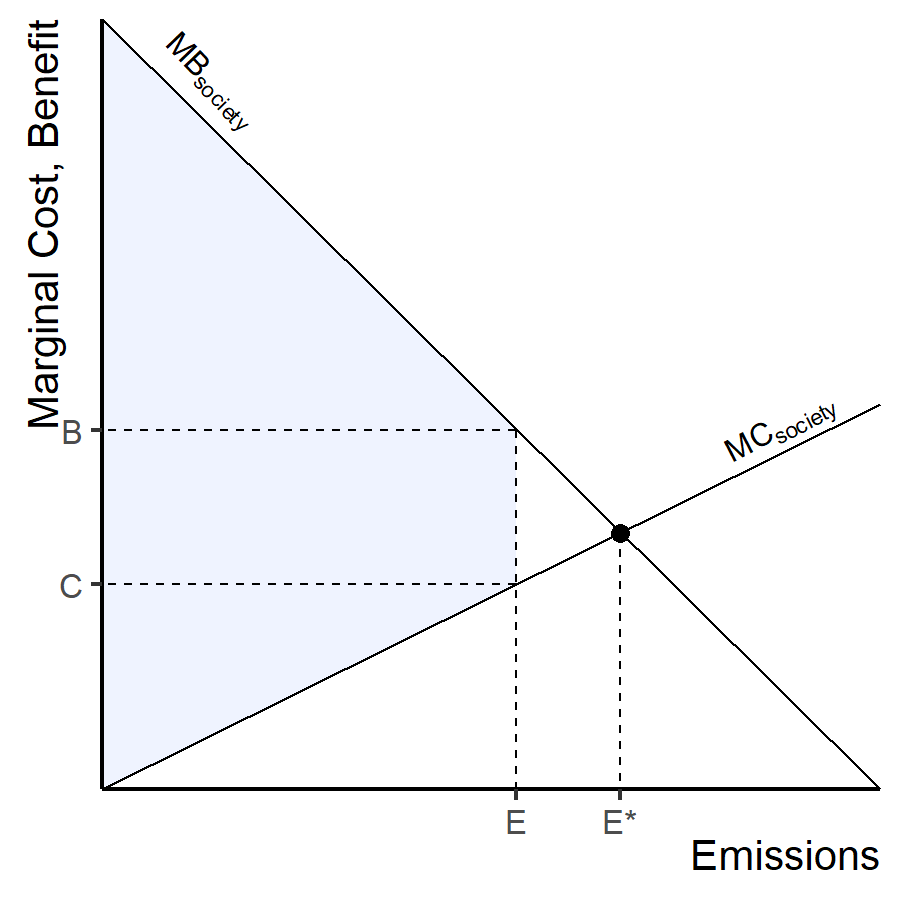 Marginal Cost, Benefit
MBsociety
B
MCsociety
C
E
E*
Emissions